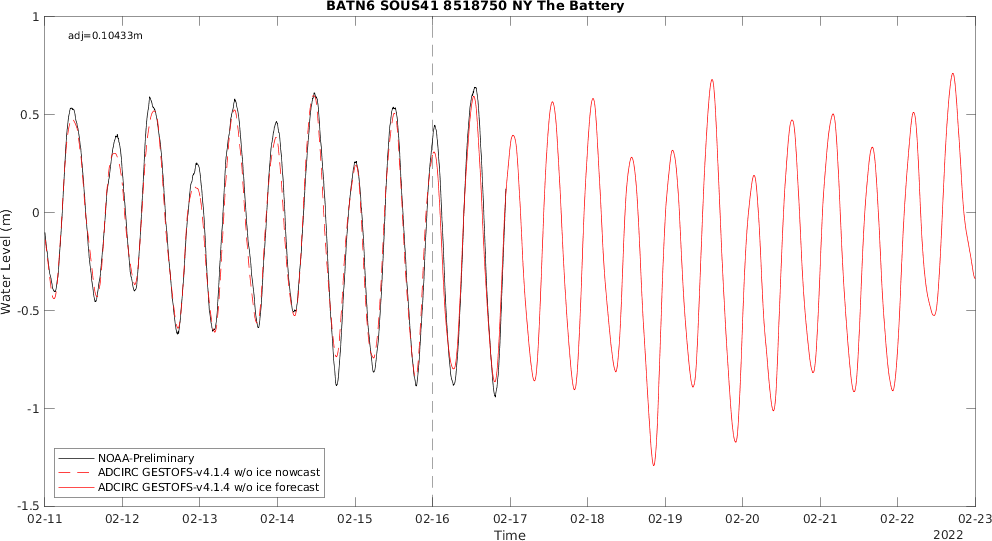 BATN6 SOUS41 8518750 NY The Battery
adj=0.10433m
1
0.5
0
-0.5
-1
-1.5
Water Level (m)
NOAA-Preliminary
ADCIRC GESTOFS-v4.1.4 w/o ice nowcast
ADCIRC GESTOFS-v4.1.4 w/o ice forecast
02-11 02-12 02-13 02-14 02-15 02-16 02-17 02-18 02-19 02-20 02-21 02-22 02-23
Time
2022